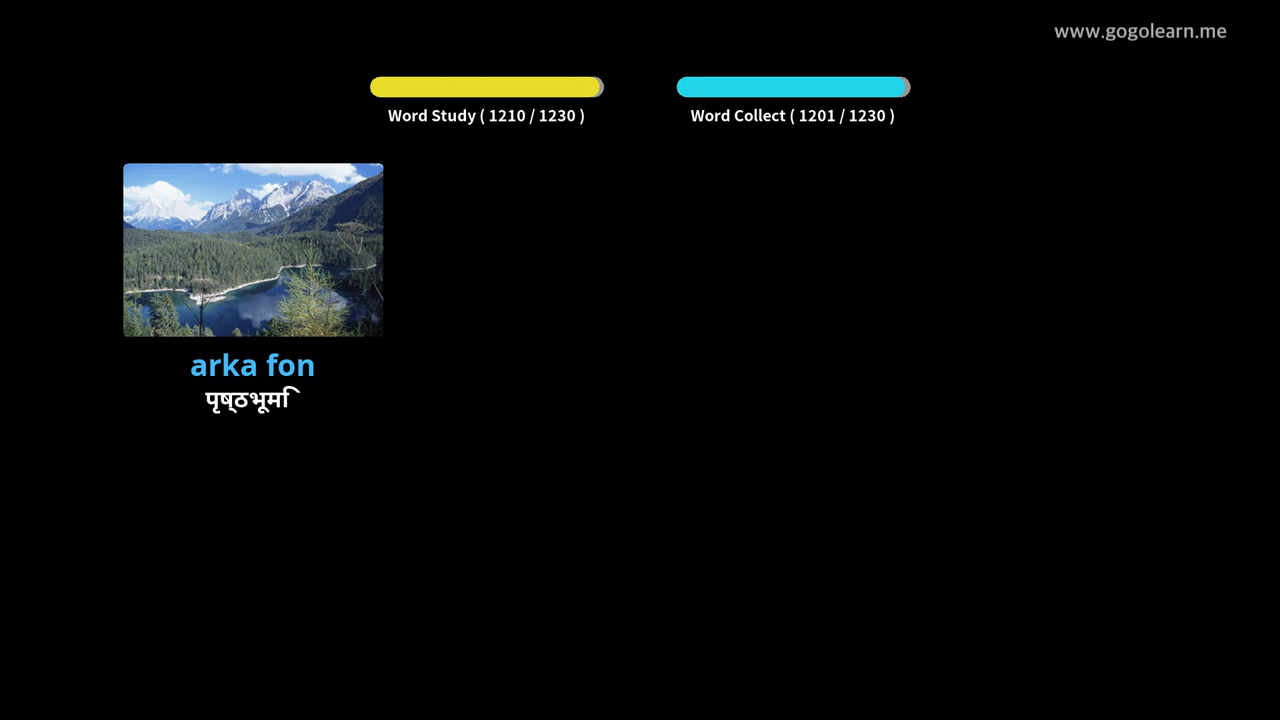 www.gogolearn.me
Word Study ( 1210 / 1230 )
Word Collect ( 1201 / 1230 )
arka fon
पृष्ठभूमि